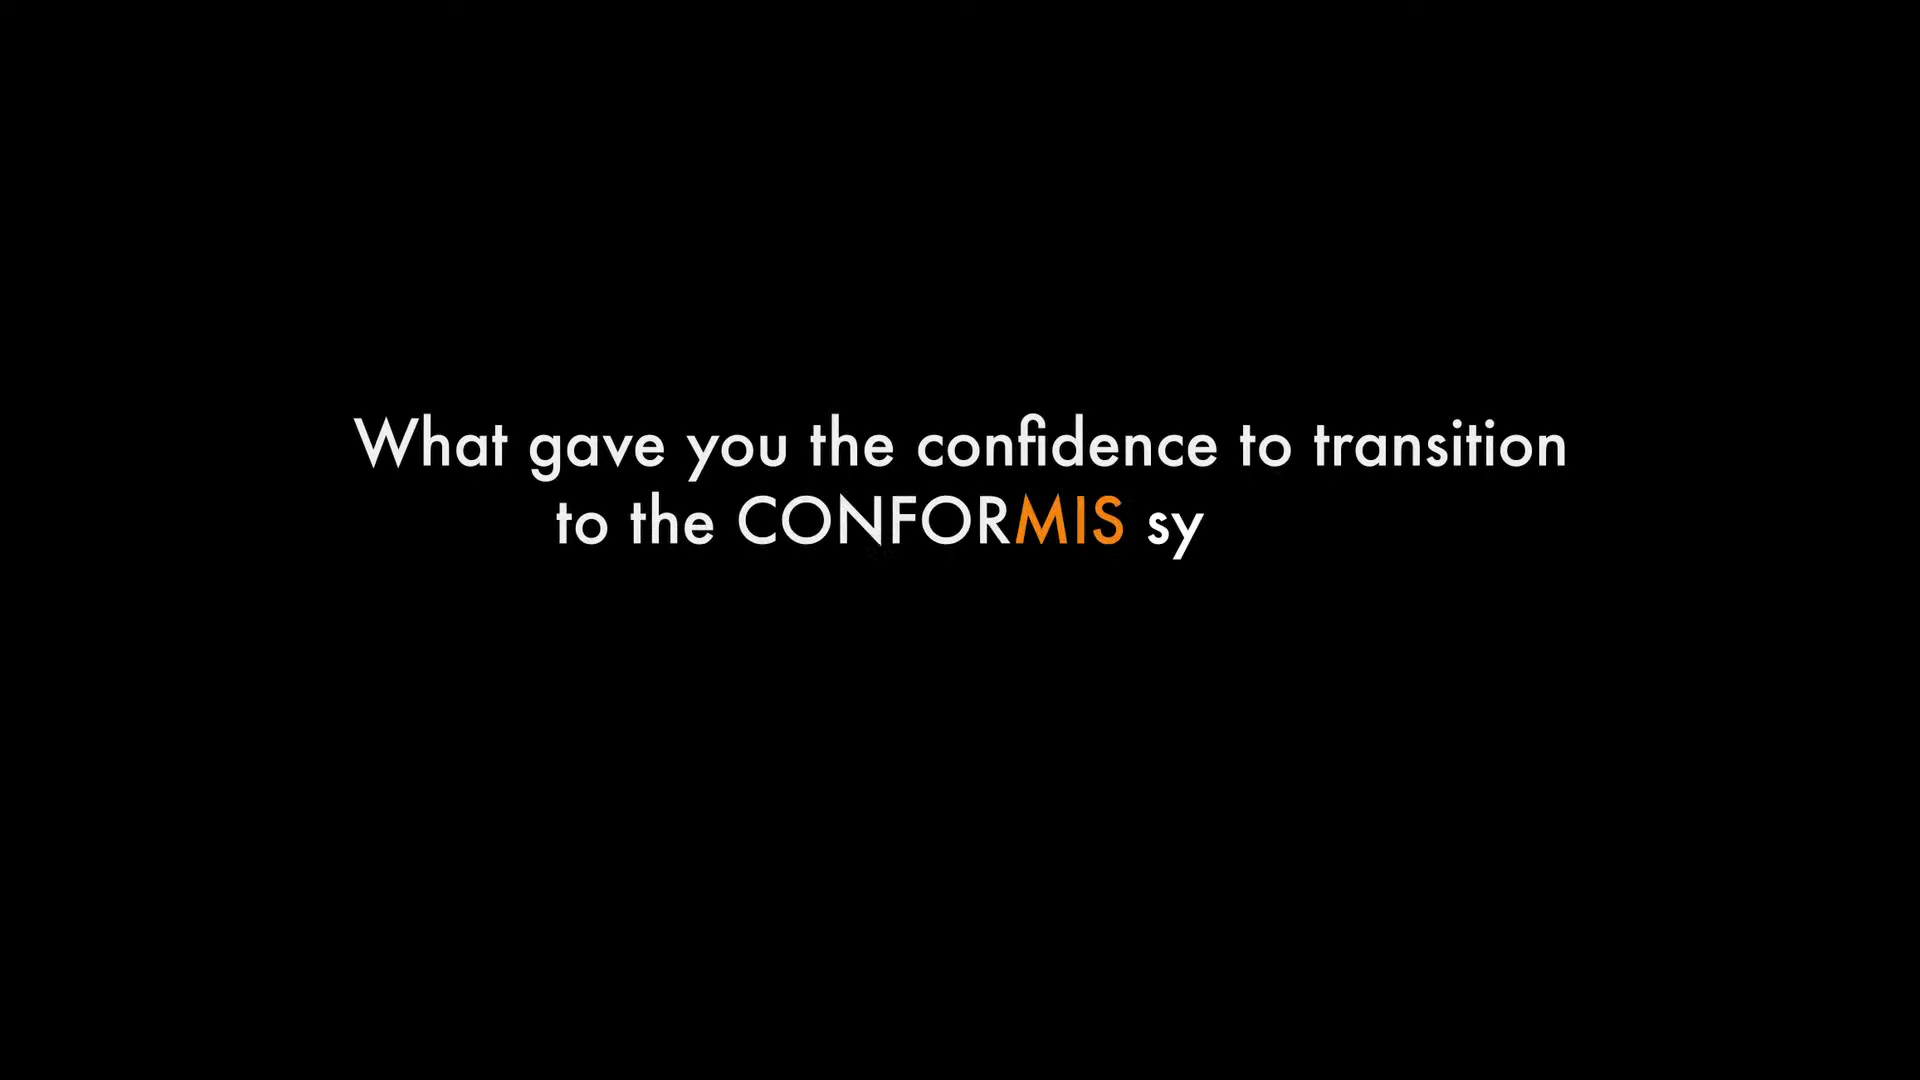 What gave you the confidence to transition
to the CONFORMIS sy